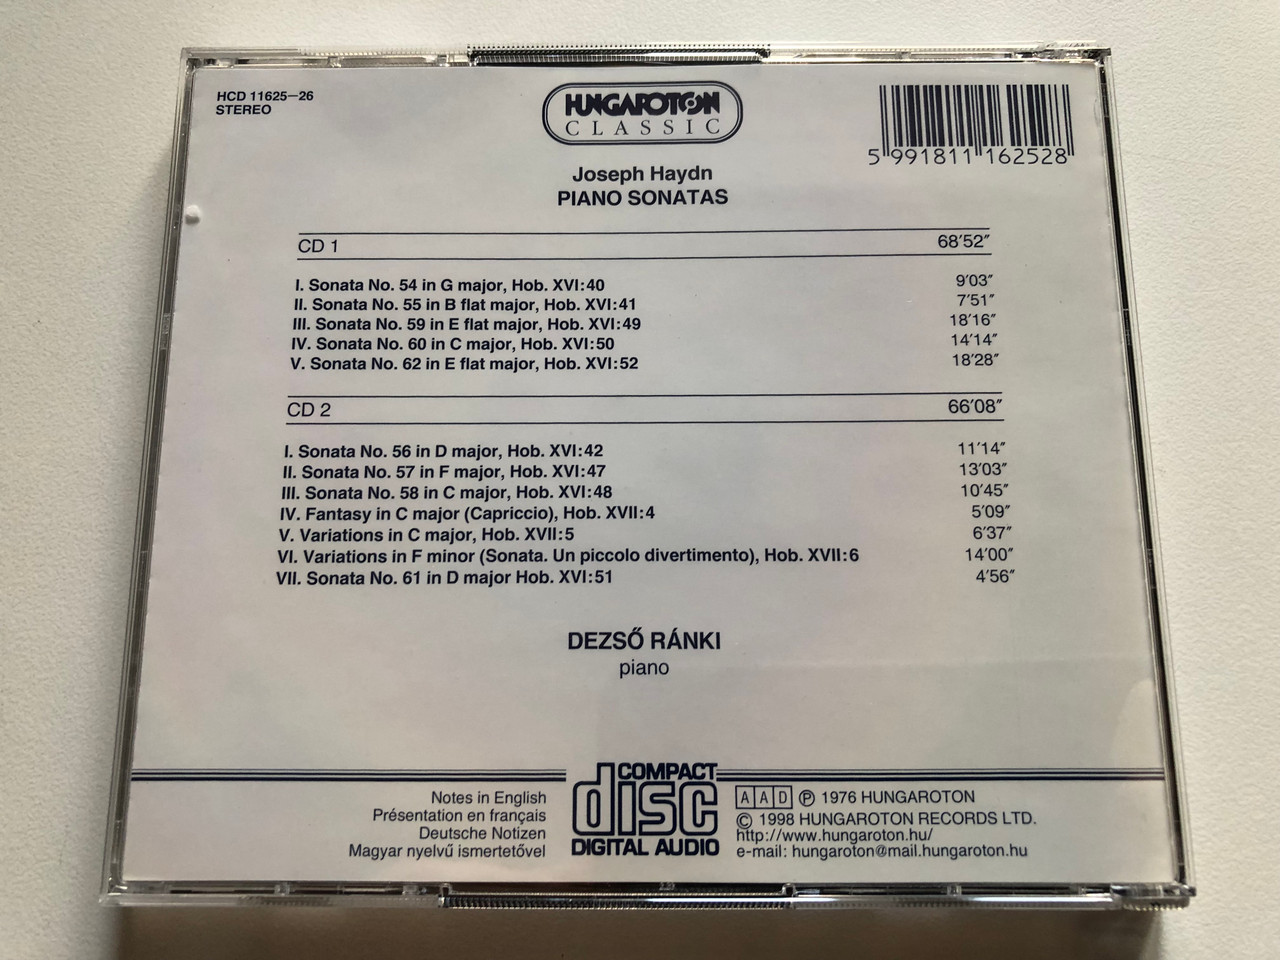 HCD 11625–26
STEREO
HUNGAROTON
CLASSIC
5 991811 162528
Joseph Haydn
PIANO SONATAS
CD 1 68′52″
I. Sonata No. 54 in G major, Hob. XVI:40 9′03″
II. Sonata No. 55 in B flat major, Hob. XVI:41 7′51″
III. Sonata No. 59 in E flat major, Hob. XVI:49 18′16″
IV. Sonata No. 60 in C major, Hob. XVI:50 14′14″
V. Sonata No. 62 in E flat major, Hob. XVI:52 18′28″
CD 2 66′08″
I. Sonata No. 56 in D major, Hob. XVI:42 11′14″
II. Sonata No. 57 in F major, Hob. XVI:47 13′03″
III. Sonata No. 58 in C major, Hob. XVI:48 10′45″
IV. Fantasy in C major (Capriccio), Hob. XVII:4 5′09″
V. Variations in C major, Hob. XVII:5 6′37″
VI. Variations in F minor (Sonata. Un piccolo divertimento), Hob. XVII:6 14′00″
VII. Sonata No. 61 in D major Hob. XVI:51 4′56″
DEZSŐ RÁNKI
piano
Notes in English
Présentation en français
Deutsche Notizen
Magyar nyelvű ismertetővel
COMPACT
disc
DIGITAL AUDIO
AAD ℗ 1976 HUNGAROTON
© 1998 HUNGAROTON RECORDS LTD.
http://www.hungaroton.hu/
e-mail: hungaroton@mail.hungaroton.hu